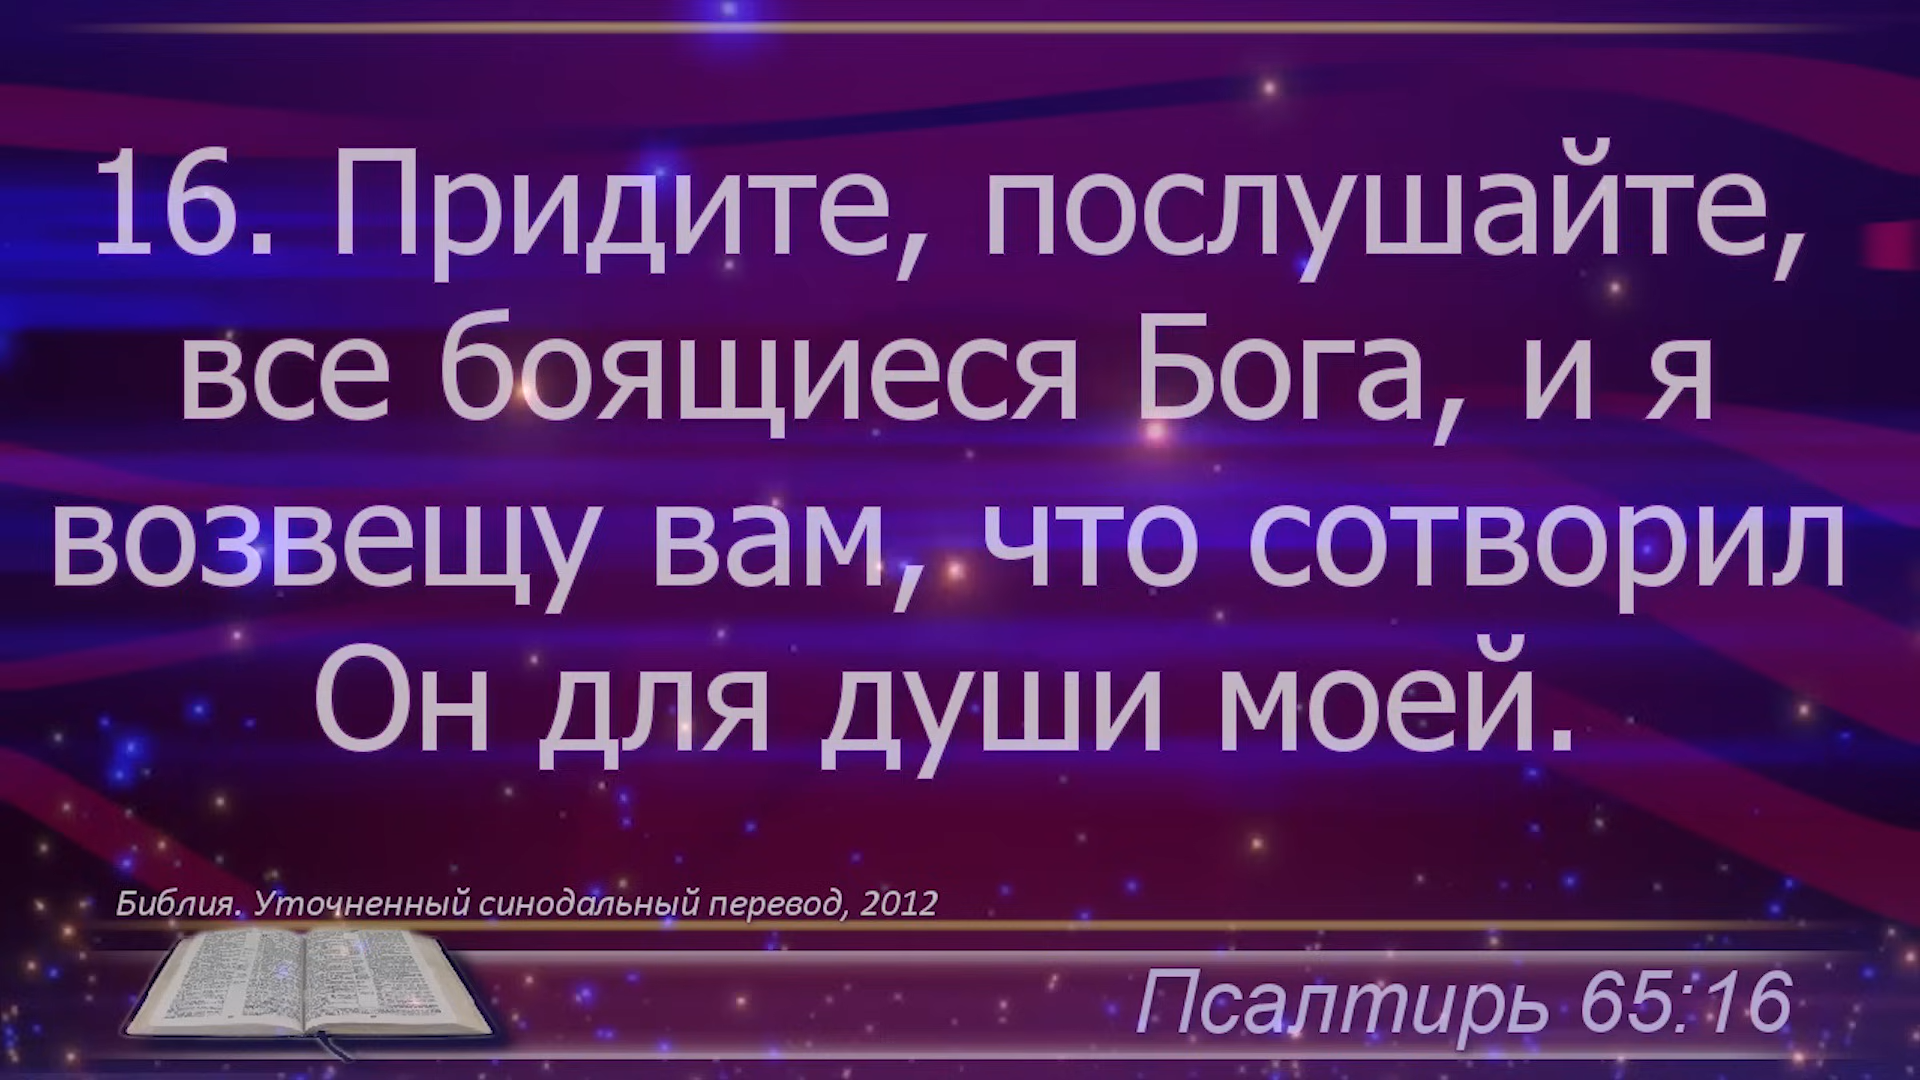 16. Придите, послушайте,
все боящиеся Бога, и я
возвещу вам, что сотворил
Он для души моей.
Библия. Уточненный синодальный перевод, 2012
Псалтирь 65:16